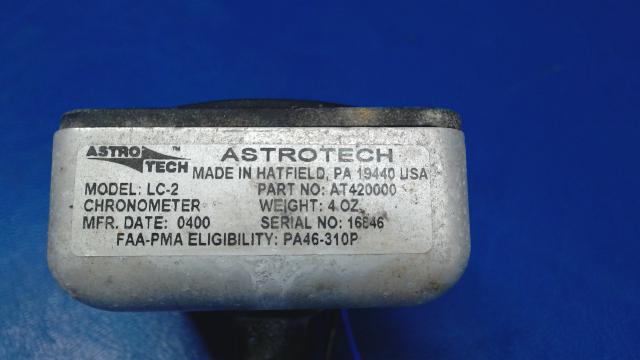 ASTRO TECH™
ASTROTECH
MADE IN HATFIELD, PA 19440 USA
MODEL: LC-2 PART NO: AT420000
CHRONOMETER WEIGHT: 4 OZ.
MFR. DATE: 0400 SERIAL NO: 16846
FAA-PMA ELIGIBILITY: PA46-310P